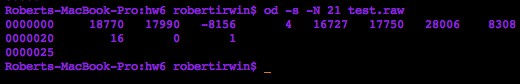 Roberts-MacBook-Pro:hw6 robertirwin$ od -s -N 21 test.raw
0000000 18770 17990 -8156 4 16727 17750 28006 8308
0000020 16 0 1
0000025
Roberts-MacBook-Pro:hw6 robertirwin$ _